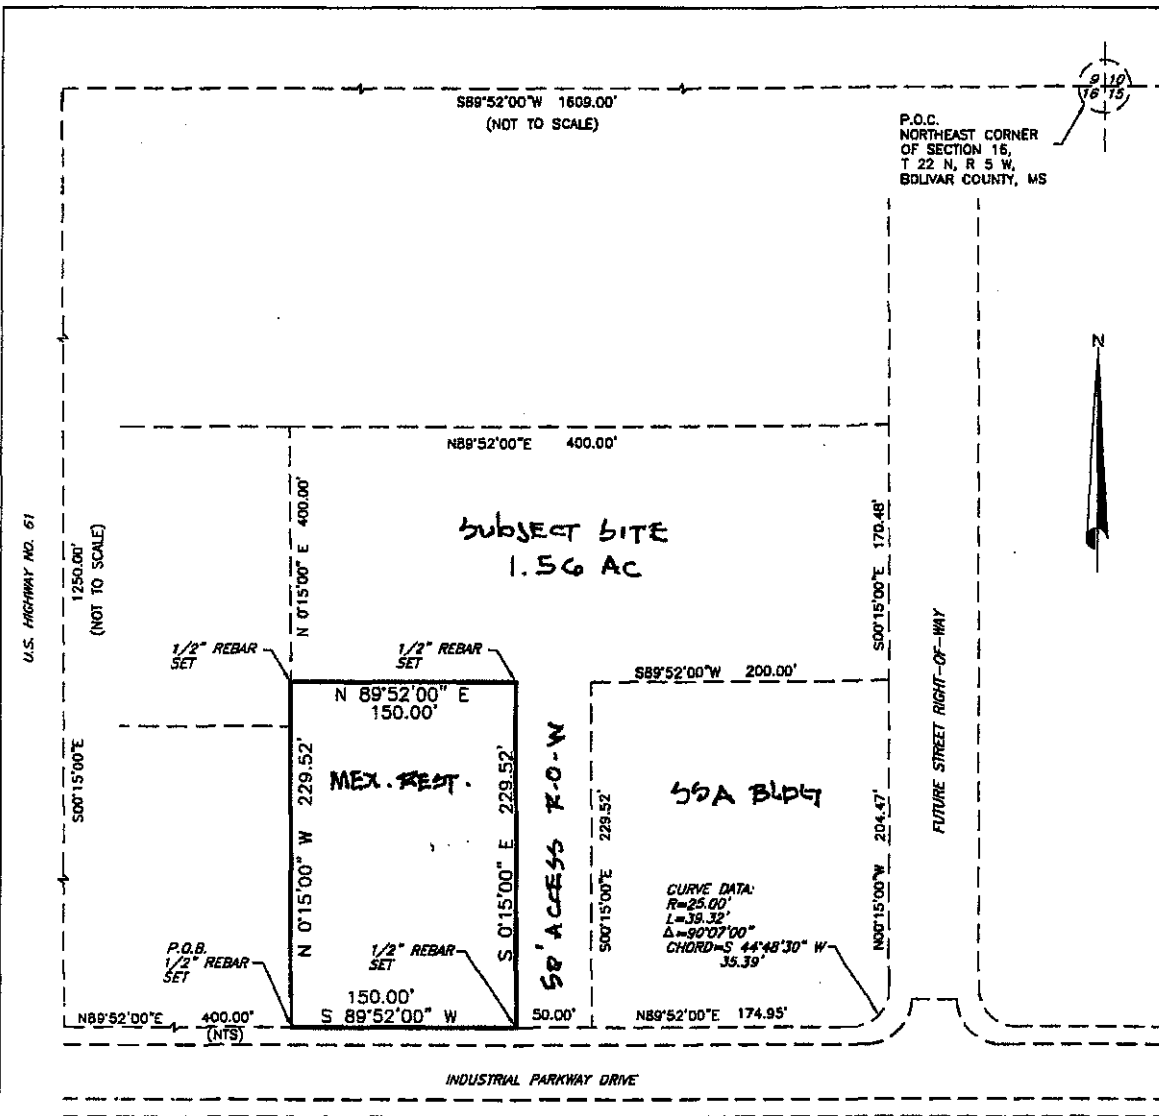 S89°52'00"W 1609.00'
(NOT TO SCALE)
9 10
16 15
P.O.C.
NORTHEAST CORNER
OF SECTION 16,
T 22 N, R 5 W,
BOLIVAR COUNTY, MS
N
N89°52'00"E 400.00'
N 0°15'00" E 400.00'
SUBJECT SITE
1.56 AC
S00°15'00"E 170.48'
U.S. HIGHWAY NO. 61
1250.00'
(NOT TO SCALE)
S00°15'00"E
1/2" REBAR
SET
1/2" REBAR
SET
S89°52'00"W 200.00'
N 89°52'00" E
150.00'
N 0°15'00" W 229.52'
MEX. REST.
S 0°15'00" E 229.52'
50' ACCESS R-O-W
S00°15'00"E 229.52'
SSA BLDG
N00°15'00"W 204.47'
FUTURE STREET RIGHT-OF-WAY
CURVE DATA:
R=25.00'
L=39.32'
Δ=90°07'00"
CHORD=S 44°48'30" W
35.39'
P.O.B.
1/2" REBAR
SET
1/2" REBAR
SET
150.00'
S 89°52'00" W
N89°52'00"E 400.00'
(NTS)
50.00'
N89°52'00"E 174.95'
INDUSTRIAL PARKWAY DRIVE